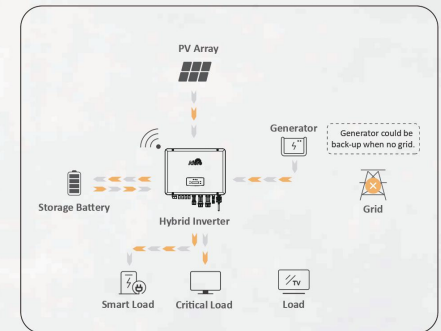 PV Array
Generator
Generator could be
back-up when no grid.
Storage Battery
Hybrid Inverter
Grid
TV
Smart Load
Critical Load
Load